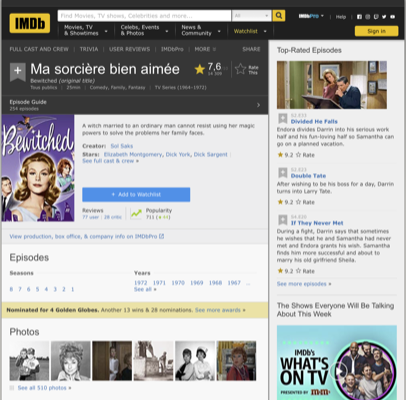 IMDb
Find Movies, TV shows, Celebrities and more...
All
IMDbPro
Help
Movies, TV
& Showtimes
Celebs, Events
& Photos
News &
Community
Watchlist
Sign in
FULL CAST AND CREW | TRIVIA | USER REVIEWS | IMDbPro | MORE
SHARE
Ma sorcière bien aimée
Bewitched (original title)
Tous publics | 25min | Comedy, Family, Fantasy | TV Series (1964–1972)
7,6
Rate
This
Episode Guide
254 episodes
Bewitched
A witch married to an ordinary man cannot resist using her magic
powers to solve the problems her family faces.
Creator: Sol Saks
Stars: Elizabeth Montgomery, Dick York, Dick Sargent
See full cast & crew »
+ Add to Watchlist
Reviews
77 user | 28 critic
Popularity
View production, box office, & company info on IMDbPro
Episodes
Seasons
Years
8 7 6 5 4 3 2 1
1972 1971 1970 1969 1968 1967 ...
See all »
Nominated for 4 Golden Globes. Another 13 wins & 28 nominations. See more awards »
Photos
See all 510 photos »
Top-Rated Episodes
Divided He Falls
Endora divides Darrin into his serious work
half and his fun-loving half so Samantha can
go on a planned vacation.
9.2 Rate
Double Tate
After wishing to be his boss for a day, Darrin
turns into Larry Tate.
9.2 Rate
If They Never Met
During a fight, Darrin says that sometimes
he wishes that he and Samantha had never
met and Endora grants his wish. Samantha
finds him more successful and about to
marry his old girlfriend Sheila.
9.2 Rate
See more episodes »
The Shows Everyone Will Be Talking
About This Week
IMDb's
WHAT'S
ON TV
PRESENTED BY m&m's